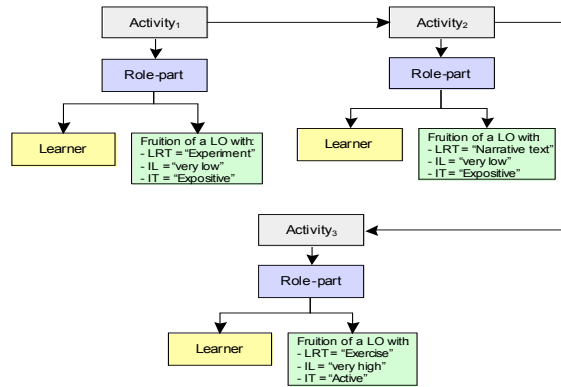 Activity1
Activity2
Role-part
Role-part
Learner
Fruition of a LO with:
- LRT = “Experiment”
- IL = “very low”
- IT = “Expositive”
Learner
Fruition of a LO with
- LRT = “Narrative text”
- IL = “very low”
- IT = “Expositive”
Activity3
Role-part
Learner
Fruition of a LO with
- LRT = “Exercise”
- IL = “very high”
- IT = “Active”